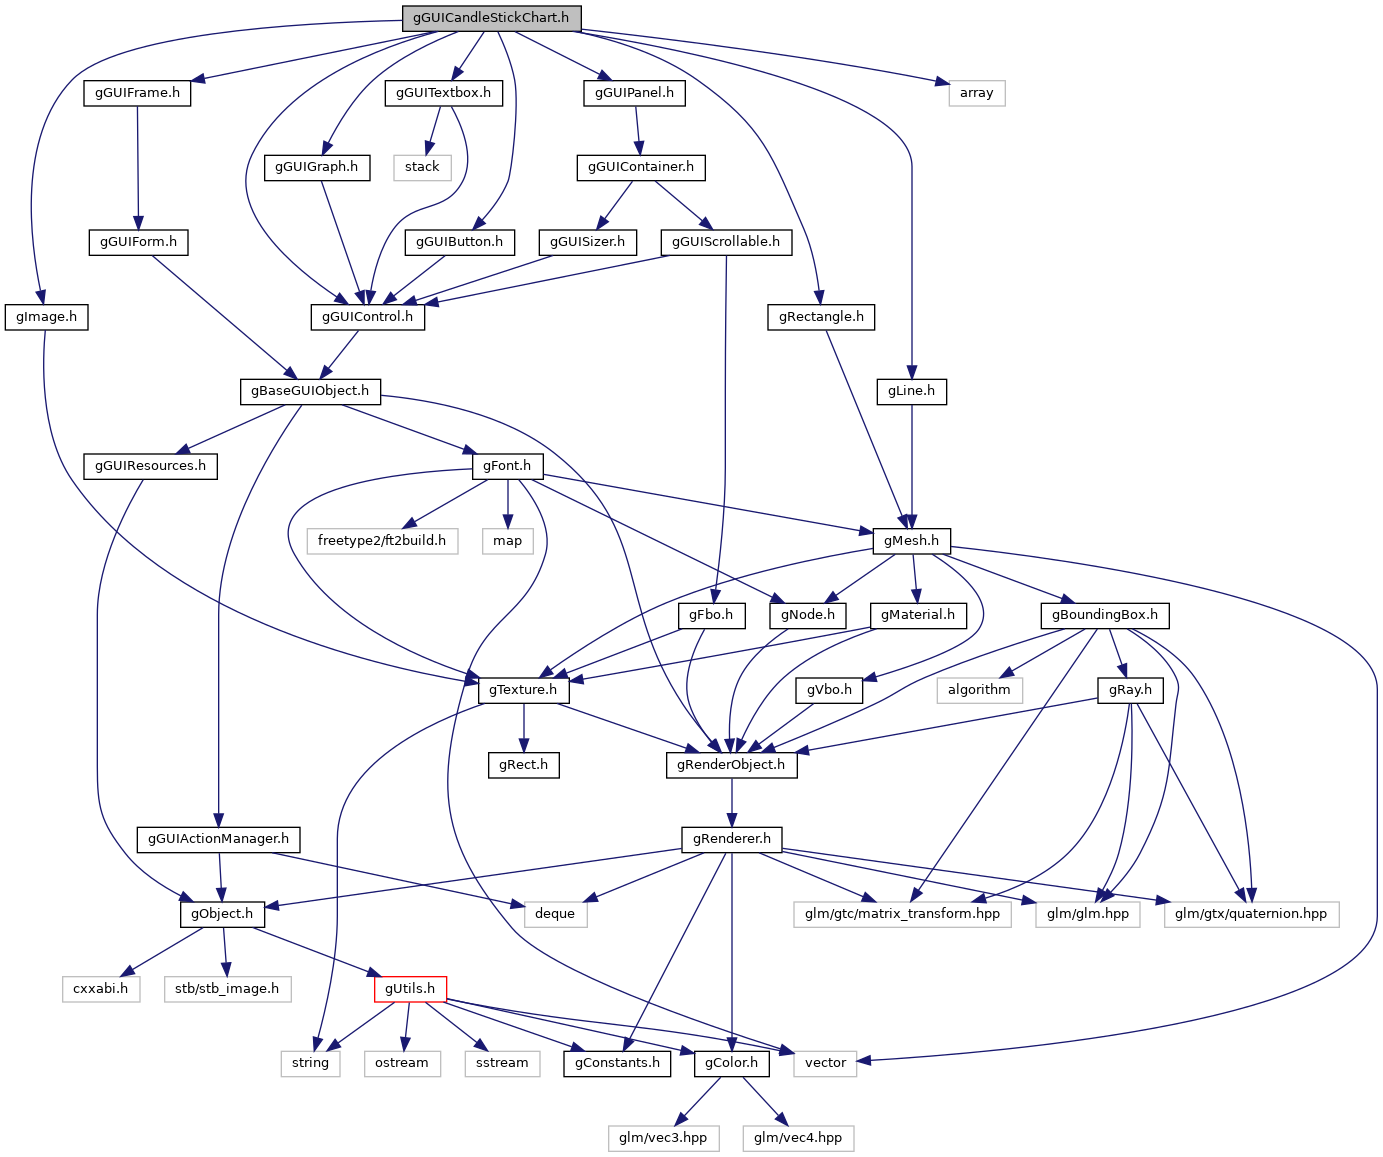 gGUICandleStickChart.h
gGUIFrame.h
gGUITextbox.h
gGUIPanel.h
array
gGUIGraph.h
stack
gGUIContainer.h
gGUIForm.h
gGUIButton.h
gGUISizer.h
gGUIScrollable.h
gImage.h
gGUIControl.h
gRectangle.h
gBaseGUIObject.h
gLine.h
gGUIResources.h
gFont.h
freetype2/ft2build.h
map
gMesh.h
gFbo.h
gNode.h
gMaterial.h
gBoundingBox.h
gTexture.h
gVbo.h
algorithm
gRay.h
gRect.h
gRenderObject.h
gGUIActionManager.h
gRenderer.h
gObject.h
deque
glm/gtc/matrix_transform.hpp
glm/glm.hpp
glm/gtx/quaternion.hpp
cxxabi.h
stb/stb_image.h
gUtils.h
string
ostream
sstream
gConstants.h
gColor.h
vector
glm/vec3.hpp
glm/vec4.hpp